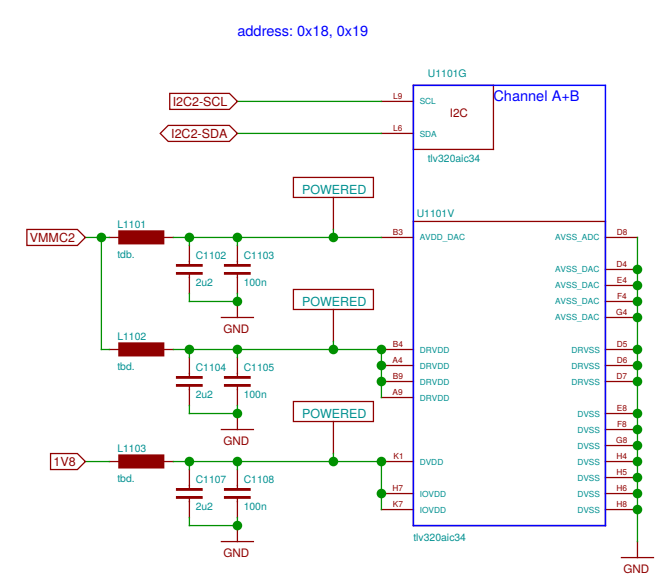 address: 0x18, 0x19
U1101G
I2C2-SCL
L9
SCL
Channel A+B
I2C
I2C2-SDA
L6
SDA
tlv320aic34
POWERED
U1101V
L1101
VMMC2
B3
AVDD_DAC
AVSS_ADC
D8
tdb.
C1102
C1103
2u2
100n
AVSS_DAC
D4
AVSS_DAC
E4
AVSS_DAC
F4
AVSS_DAC
G4
GND
POWERED
L1102
B4
DRVDD
DRVSS
D5
tbd.
C1104
C1105
A4
DRVDD
DRVSS
D6
B9
DRVDD
DRVSS
D7
2u2
100n
A9
DRVDD
GND
POWERED
DVSS
E8
DVSS
F8
DVSS
G8
L1103
1V8
K1
DVDD
DVSS
H4
tbd.
C1107
C1108
DVSS
H5
2u2
100n
H7
IOVDD
DVSS
H6
K7
IOVDD
DVSS
H8
tlv320aic34
GND
GND